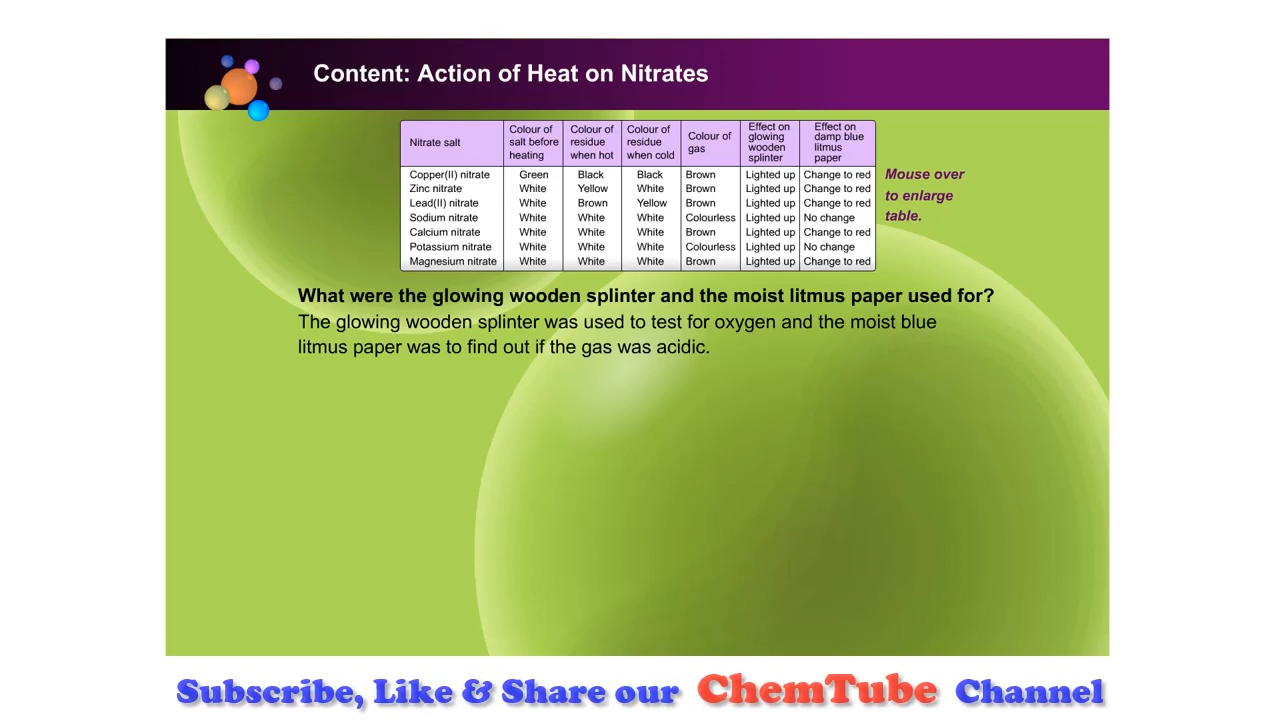 Content: Action of Heat on Nitrates
Nitrate salt Colour of salt before heating Colour of residue when hot Colour of residue when cold Colour of gas Effect on glowing wooden splinter Effect on damp blue litmus paper
Copper(II) nitrate Green Black Black Brown Lighted up Change to red
Zinc nitrate White Yellow White Brown Lighted up Change to red
Lead(II) nitrate White Brown Yellow Brown Lighted up Change to red
Sodium nitrate White White White Colourless Lighted up No change
Calcium nitrate White White White Brown Lighted up Change to red
Potassium nitrate White White White Colourless Lighted up No change
Magnesium nitrate White White White Brown Lighted up Change to red
Mouse over
to enlarge
table.
What were the glowing wooden splinter and the moist litmus paper used for?
The glowing wooden splinter was used to test for oxygen and the moist blue
litmus paper was to find out if the gas was acidic.
Subscribe, Like & Share our ChemTube Channel